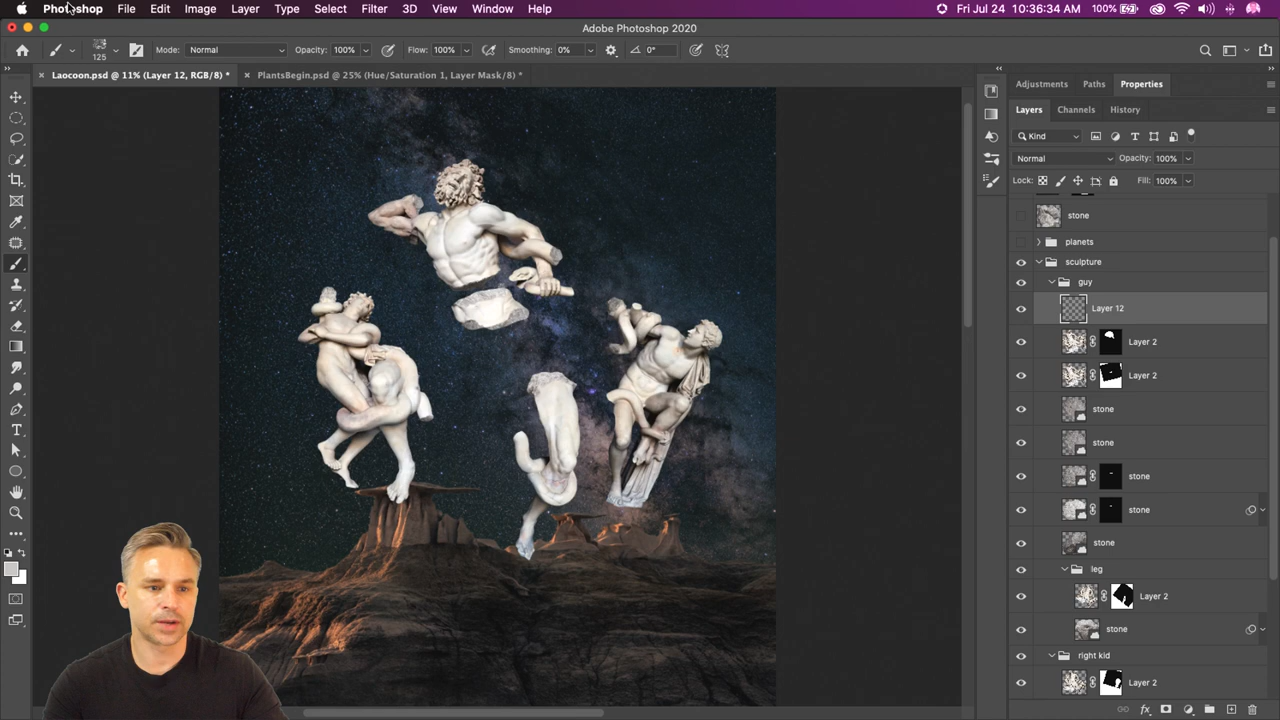 Photoshop File Edit Image Layer Type Select Filter 3D View Window Help 100% Fri Jul 24 10:36:34 AM
Adobe Photoshop 2020
125 Mode: Normal Opacity: 100% Flow: 100% Smoothing: 0% 0°
Laocoon.psd @ 11% (Layer 12, RGB/8) * PlantsBegin.psd @ 25% (Hue/Saturation 1, Layer Mask/8) *
Adjustments Paths Properties
Layers Channels History
Kind
Normal Opacity: 100%
Lock: Fill: 100%
stone
planets
sculpture
guy
Layer 12
Layer 2
Layer 2
stone
stone
stone
stone
stone
leg
Layer 2
stone
right kid
Layer 2